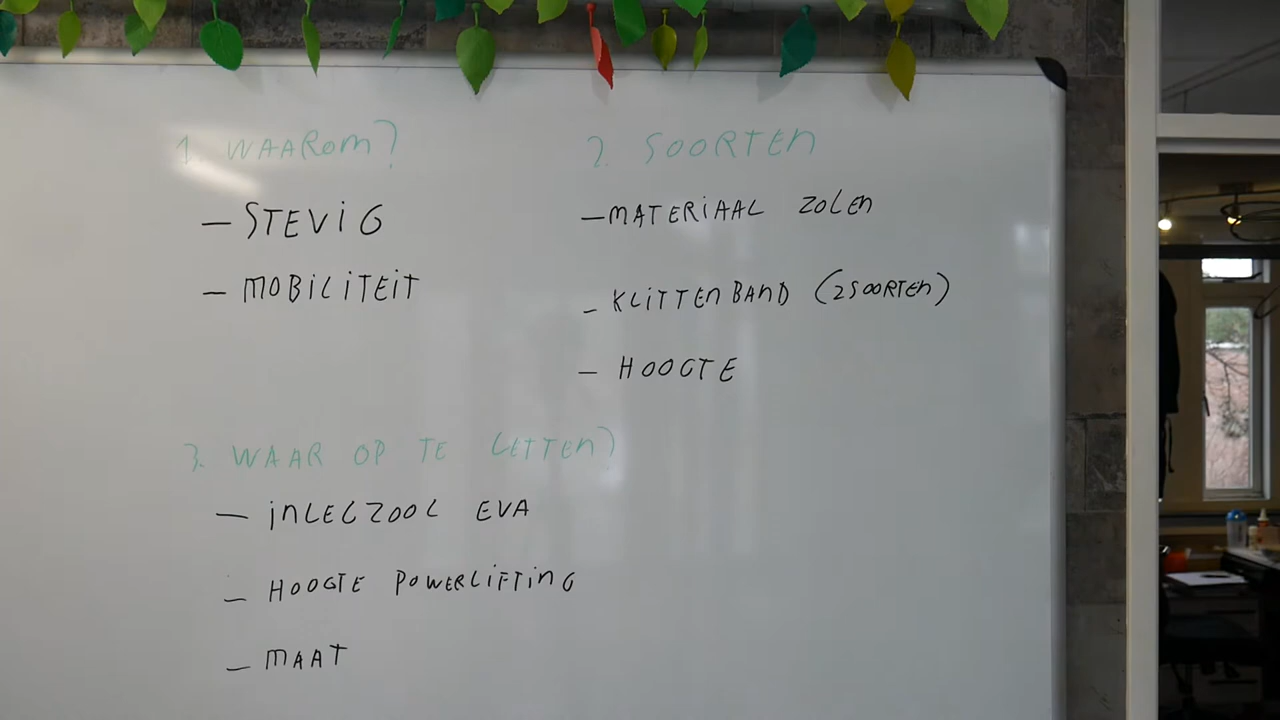 1. WAAROM?
- STEVIG
- MOBILITEIT
2. SOORTEN
- MATERIAAL ZOLEN
- KLITTENBAND (2 SOORTEN)
- HOOGTE
3. WAAR OP TE LETTEN?
- INLEGZOOL EVA
- HOOGTE POWERLIFTING
- MAAT